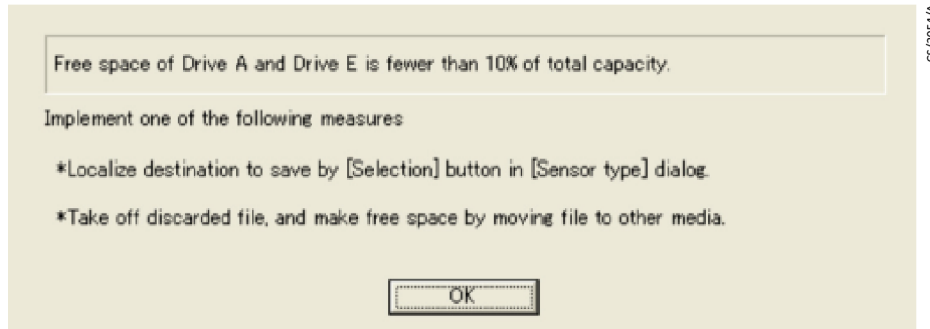 Free space of Drive A and Drive E is fewer than 10% of total capacity.
Implement one of the following measures
*Localize destination to save by [Selection] button in [Sensor type] dialog.
*Take off discarded file, and make free space by moving file to other media.
OK